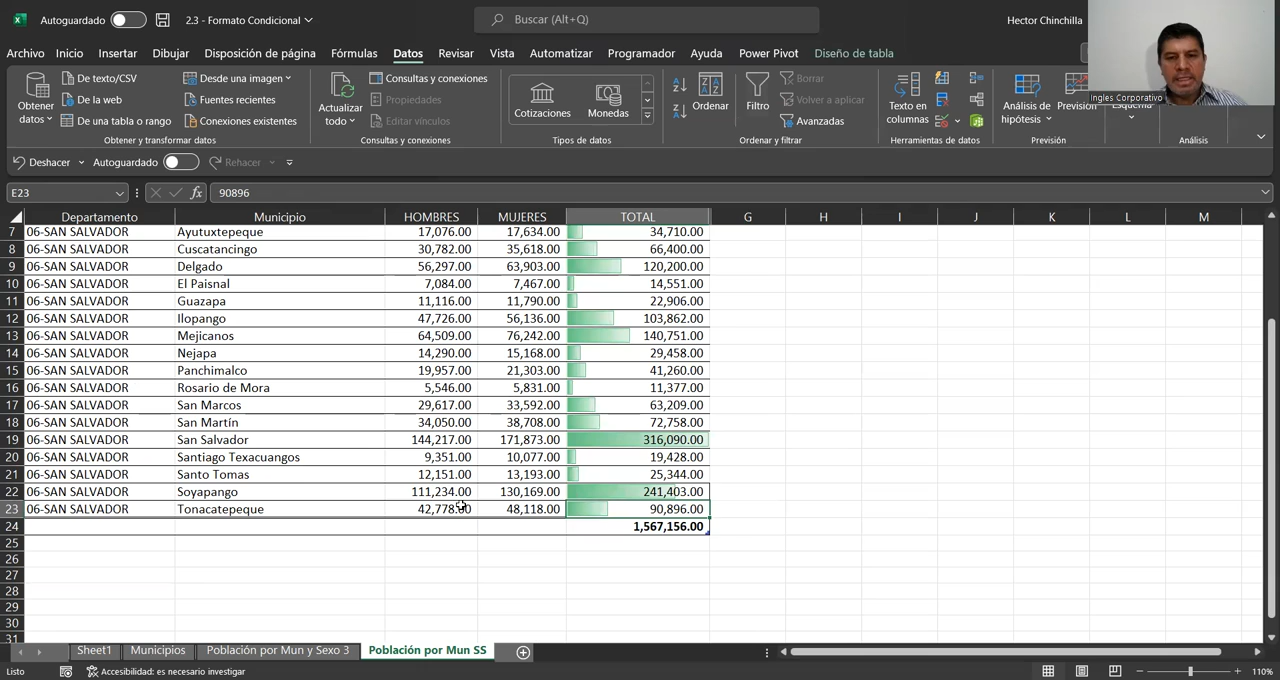 Autoguardado 2.3 - Formato Condicional Buscar (Alt+Q) Hector Chinchilla
Archivo Inicio Insertar Dibujar Disposición de página Fórmulas Datos Revisar Vista Automatizar Programador Ayuda Power Pivot Diseño de tabla
Obtener datos
De texto/CSV
De la web
De una tabla o rango
Desde una imagen
Fuentes recientes
Conexiones existentes
Obtener y transformar datos
Actualizar todo
Consultas y conexiones
Propiedades
Editar vínculos
Consultas y conexiones
Cotizaciones Monedas
Tipos de datos
Ordenar Filtro
Borrar
Volver a aplicar
Avanzadas
Ordenar y filtrar
Texto en columnas
Herramientas de datos
Análisis de hipótesis
Previsión
Previsión
Análisis
Ingles Corporativo
Deshacer Autoguardado Rehacer
E23 fx 90896
Departamento Municipio HOMBRES MUJERES TOTAL G H I J K L M
7 06-SAN SALVADOR Ayutuxtepeque 17,076.00 17,634.00 34,710.00
8 06-SAN SALVADOR Cuscatancingo 30,782.00 35,618.00 66,400.00
9 06-SAN SALVADOR Delgado 56,297.00 63,903.00 120,200.00
10 06-SAN SALVADOR El Paisnal 7,084.00 7,467.00 14,551.00
11 06-SAN SALVADOR Guazapa 11,116.00 11,790.00 22,906.00
12 06-SAN SALVADOR Ilopango 47,726.00 56,136.00 103,862.00
13 06-SAN SALVADOR Mejicanos 64,509.00 76,242.00 140,751.00
14 06-SAN SALVADOR Nejapa 14,290.00 15,168.00 29,458.00
15 06-SAN SALVADOR Panchimalco 19,957.00 21,303.00 41,260.00
16 06-SAN SALVADOR Rosario de Mora 5,546.00 5,831.00 11,377.00
17 06-SAN SALVADOR San Marcos 29,617.00 33,592.00 63,209.00
18 06-SAN SALVADOR San Martín 34,050.00 38,708.00 72,758.00
19 06-SAN SALVADOR San Salvador 144,217.00 171,873.00 316,090.00
20 06-SAN SALVADOR Santiago Texacuangos 9,351.00 10,077.00 19,428.00
21 06-SAN SALVADOR Santo Tomas 12,151.00 13,193.00 25,344.00
22 06-SAN SALVADOR Soyapango 111,234.00 130,169.00 241,403.00
23 06-SAN SALVADOR Tonacatepeque 42,778.00 48,118.00 90,896.00
24 1,567,156.00
25
26
27
28
29
30
31
Sheet1 Municipios Población por Mun y Sexo 3 Población por Mun SS
Listo Accesibilidad: es necesario investigar 110%